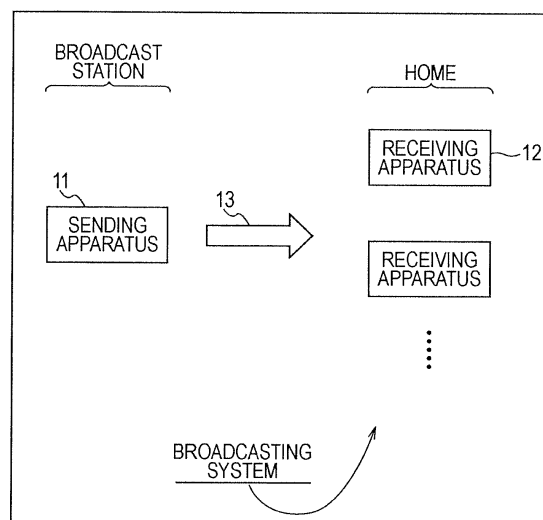 BROADCAST
STATION
HOME
RECEIVING
APPARATUS
12
11
SENDING
APPARATUS
13
RECEIVING
APPARATUS
BROADCASTING
SYSTEM